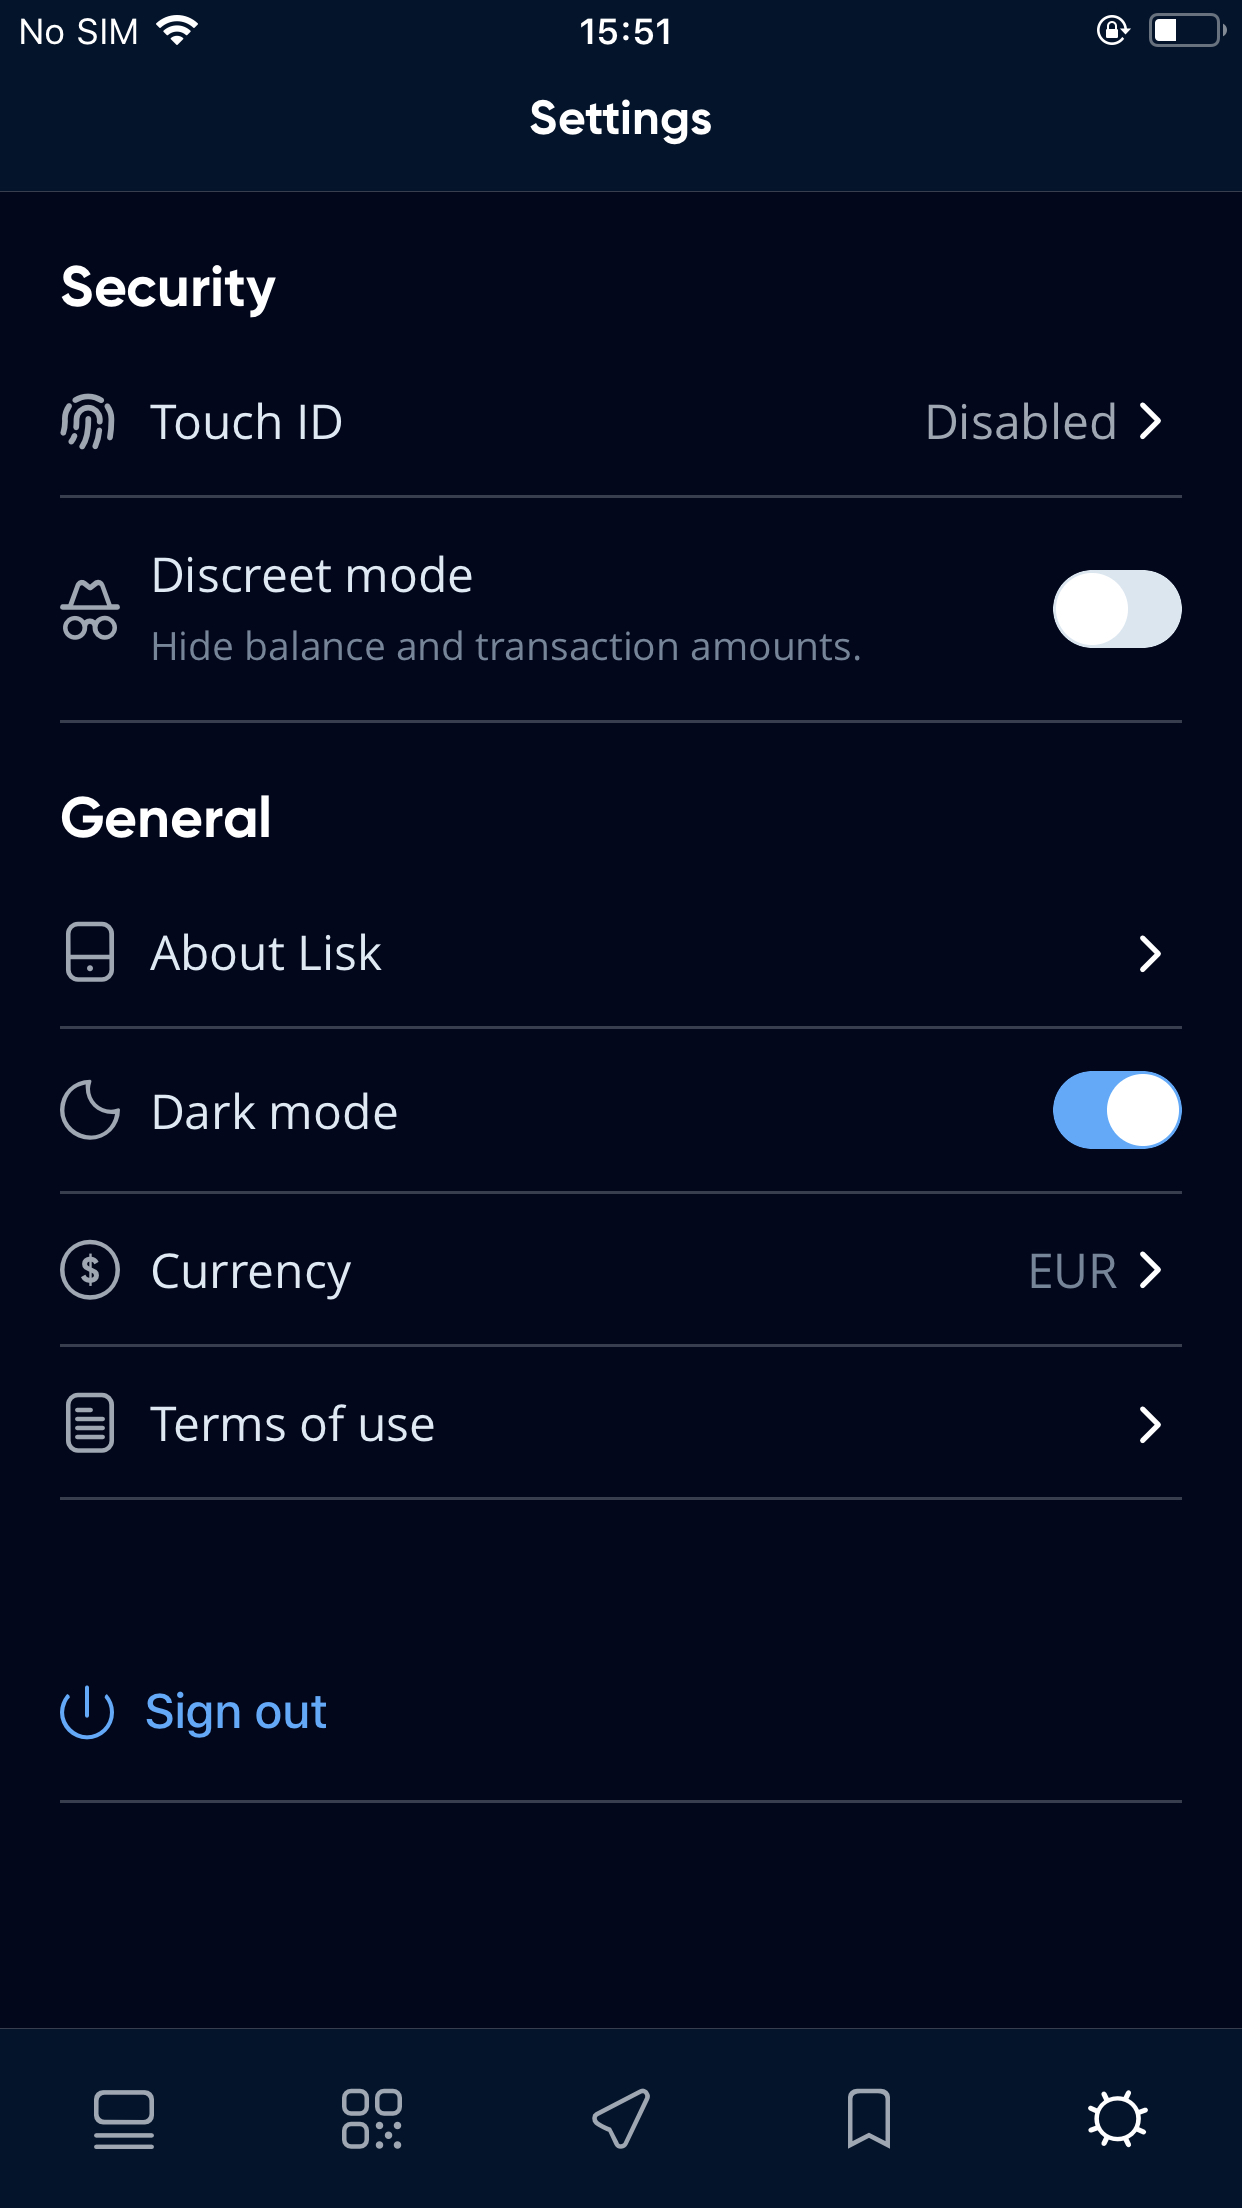 No SIM 15:51
Settings
Security
Touch ID Disabled
Discreet mode
Hide balance and transaction amounts.
General
About Lisk
Dark mode
Currency EUR
Terms of use
Sign out